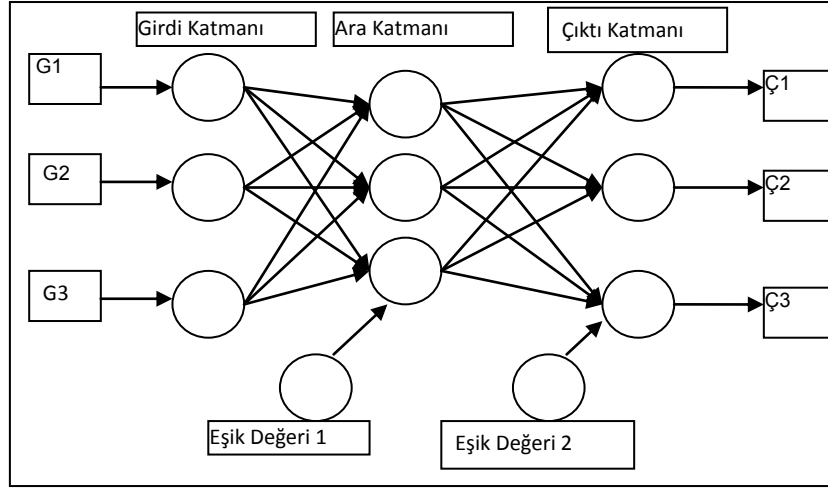 Girdi Katmanı
Ara Katmanı
Çıktı Katmanı
G1
Ç1
G2
Ç2
G3
Ç3
Eşik Değeri 1
Eşik Değeri 2